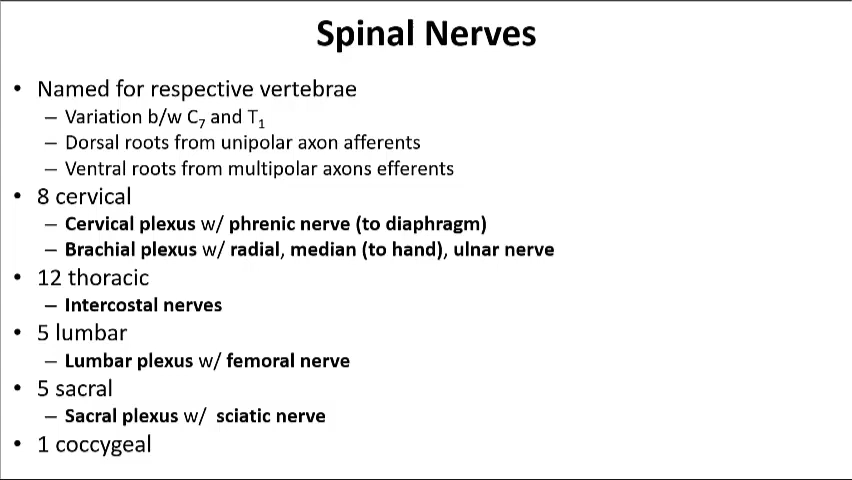 Spinal Nerves
• Named for respective vertebrae
– Variation b/w C₇ and T₁
– Dorsal roots from unipolar axon afferents
– Ventral roots from multipolar axons efferents
• 8 cervical
– Cervical plexus w/ phrenic nerve (to diaphragm)
– Brachial plexus w/ radial, median (to hand), ulnar nerve
• 12 thoracic
– Intercostal nerves
• 5 lumbar
– Lumbar plexus w/ femoral nerve
• 5 sacral
– Sacral plexus w/ sciatic nerve
• 1 coccygeal